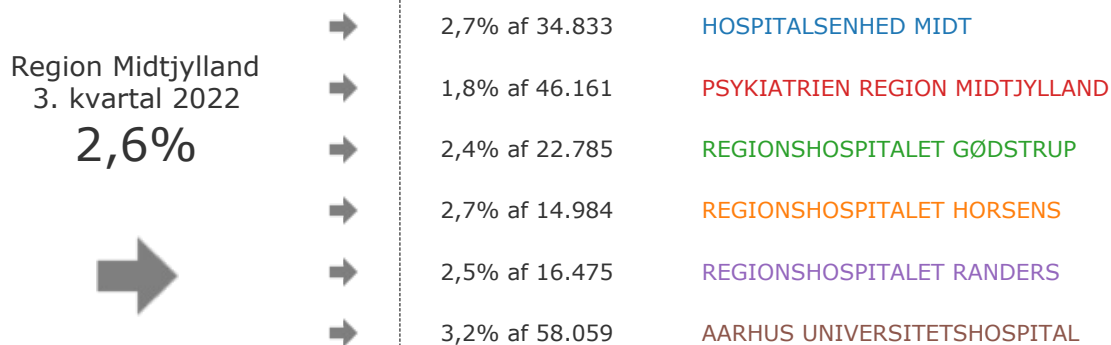 Region Midtjylland
3. kvartal 2022
2,6%
2,7% af 34.833 HOSPITALSENHED MIDT
1,8% af 46.161 PSYKIATRIEN REGION MIDTJYLLAND
2,4% af 22.785 REGIONSHOSPITALET GØDSTRUP
2,7% af 14.984 REGIONSHOSPITALET HORSENS
2,5% af 16.475 REGIONSHOSPITALET RANDERS
3,2% af 58.059 AARHUS UNIVERSITETSHOSPITAL